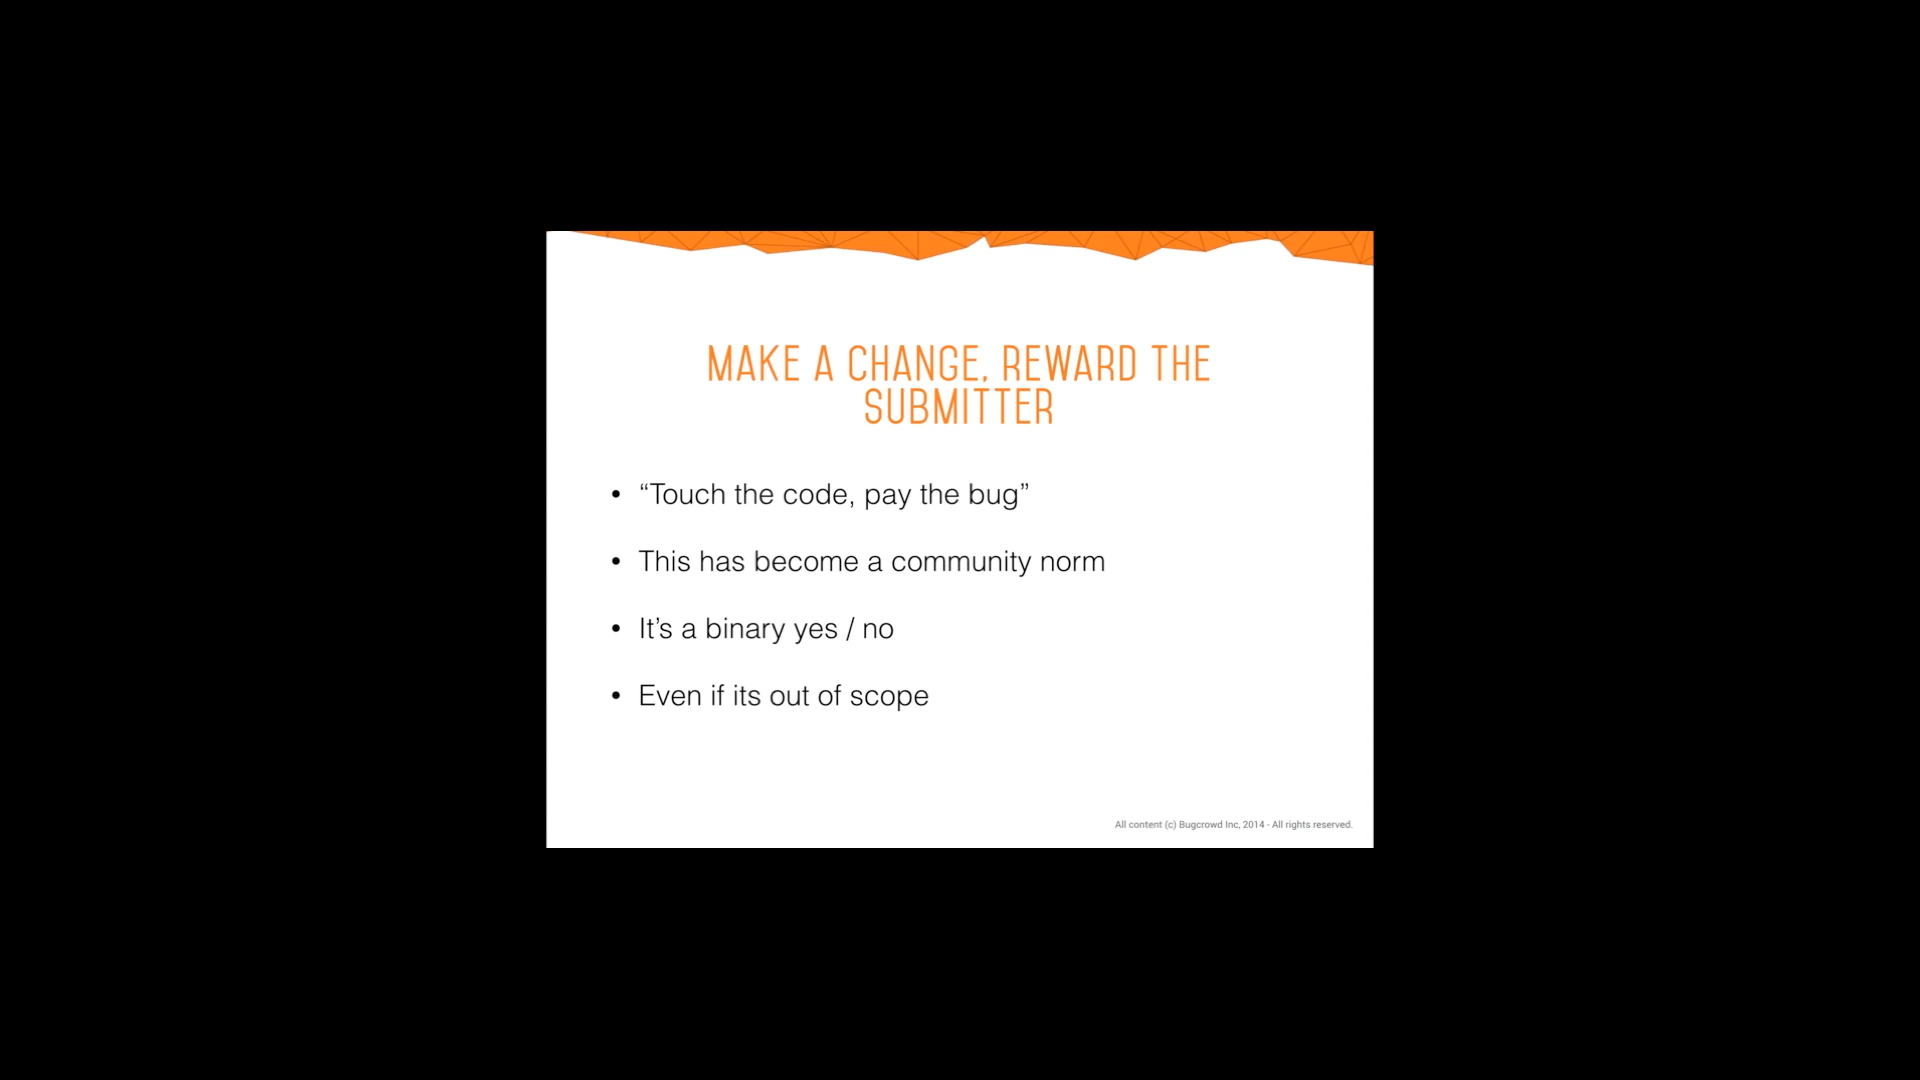 MAKE A CHANGE, REWARD THE
SUBMITTER
• “Touch the code, pay the bug”
• This has become a community norm
• It’s a binary yes / no
• Even if its out of scope
All content (c) Bugcrowd Inc, 2014 - All rights reserved.